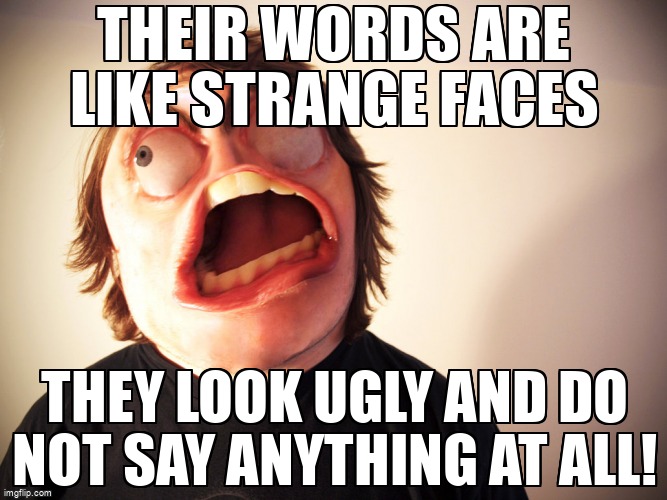 THEIR WORDS ARE
LIKE STRANGE FACES
THEY LOOK UGLY AND DO
NOT SAY ANYTHING AT ALL!
imgflip.com